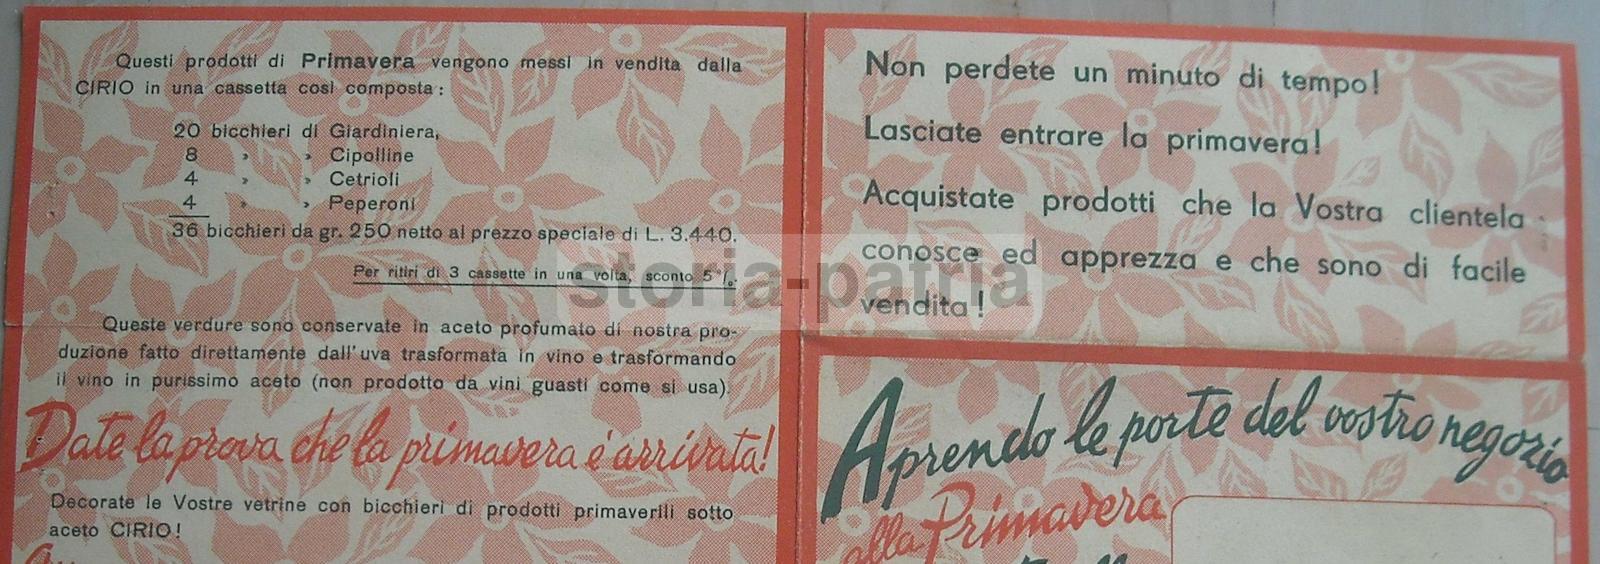 Questi prodotti di Primavera vengono messi in vendita dalla
CIRIO in una cassetta così composta:
20 bicchieri di Giardiniera,
8 » » Cipolline
4 » » Cetrioli
4 » » Peperoni
36 bicchieri da gr. 250 netto al prezzo speciale di L. 3.440.
Per ritiri di 3 cassette in una volta, sconto 5 %.
Queste verdure sono conservate in aceto profumato di nostra pro-
duzione fatto direttamente dall'uva trasformata in vino e trasformando
il vino in purissimo aceto (non prodotto da vini guasti come si usa).
Date la prova che la primavera è arrivata!
Decorate le Vostre vetrine con bicchieri di prodotti primaverili sotto
aceto CIRIO!
Non perdete un minuto di tempo!
Lasciate entrare la primavera!
Acquistate prodotti che la Vostra clientela
conosce ed apprezza e che sono di facile
vendita!
Aprendo le porte del vostro negozio
alla Primavera
storia-patria